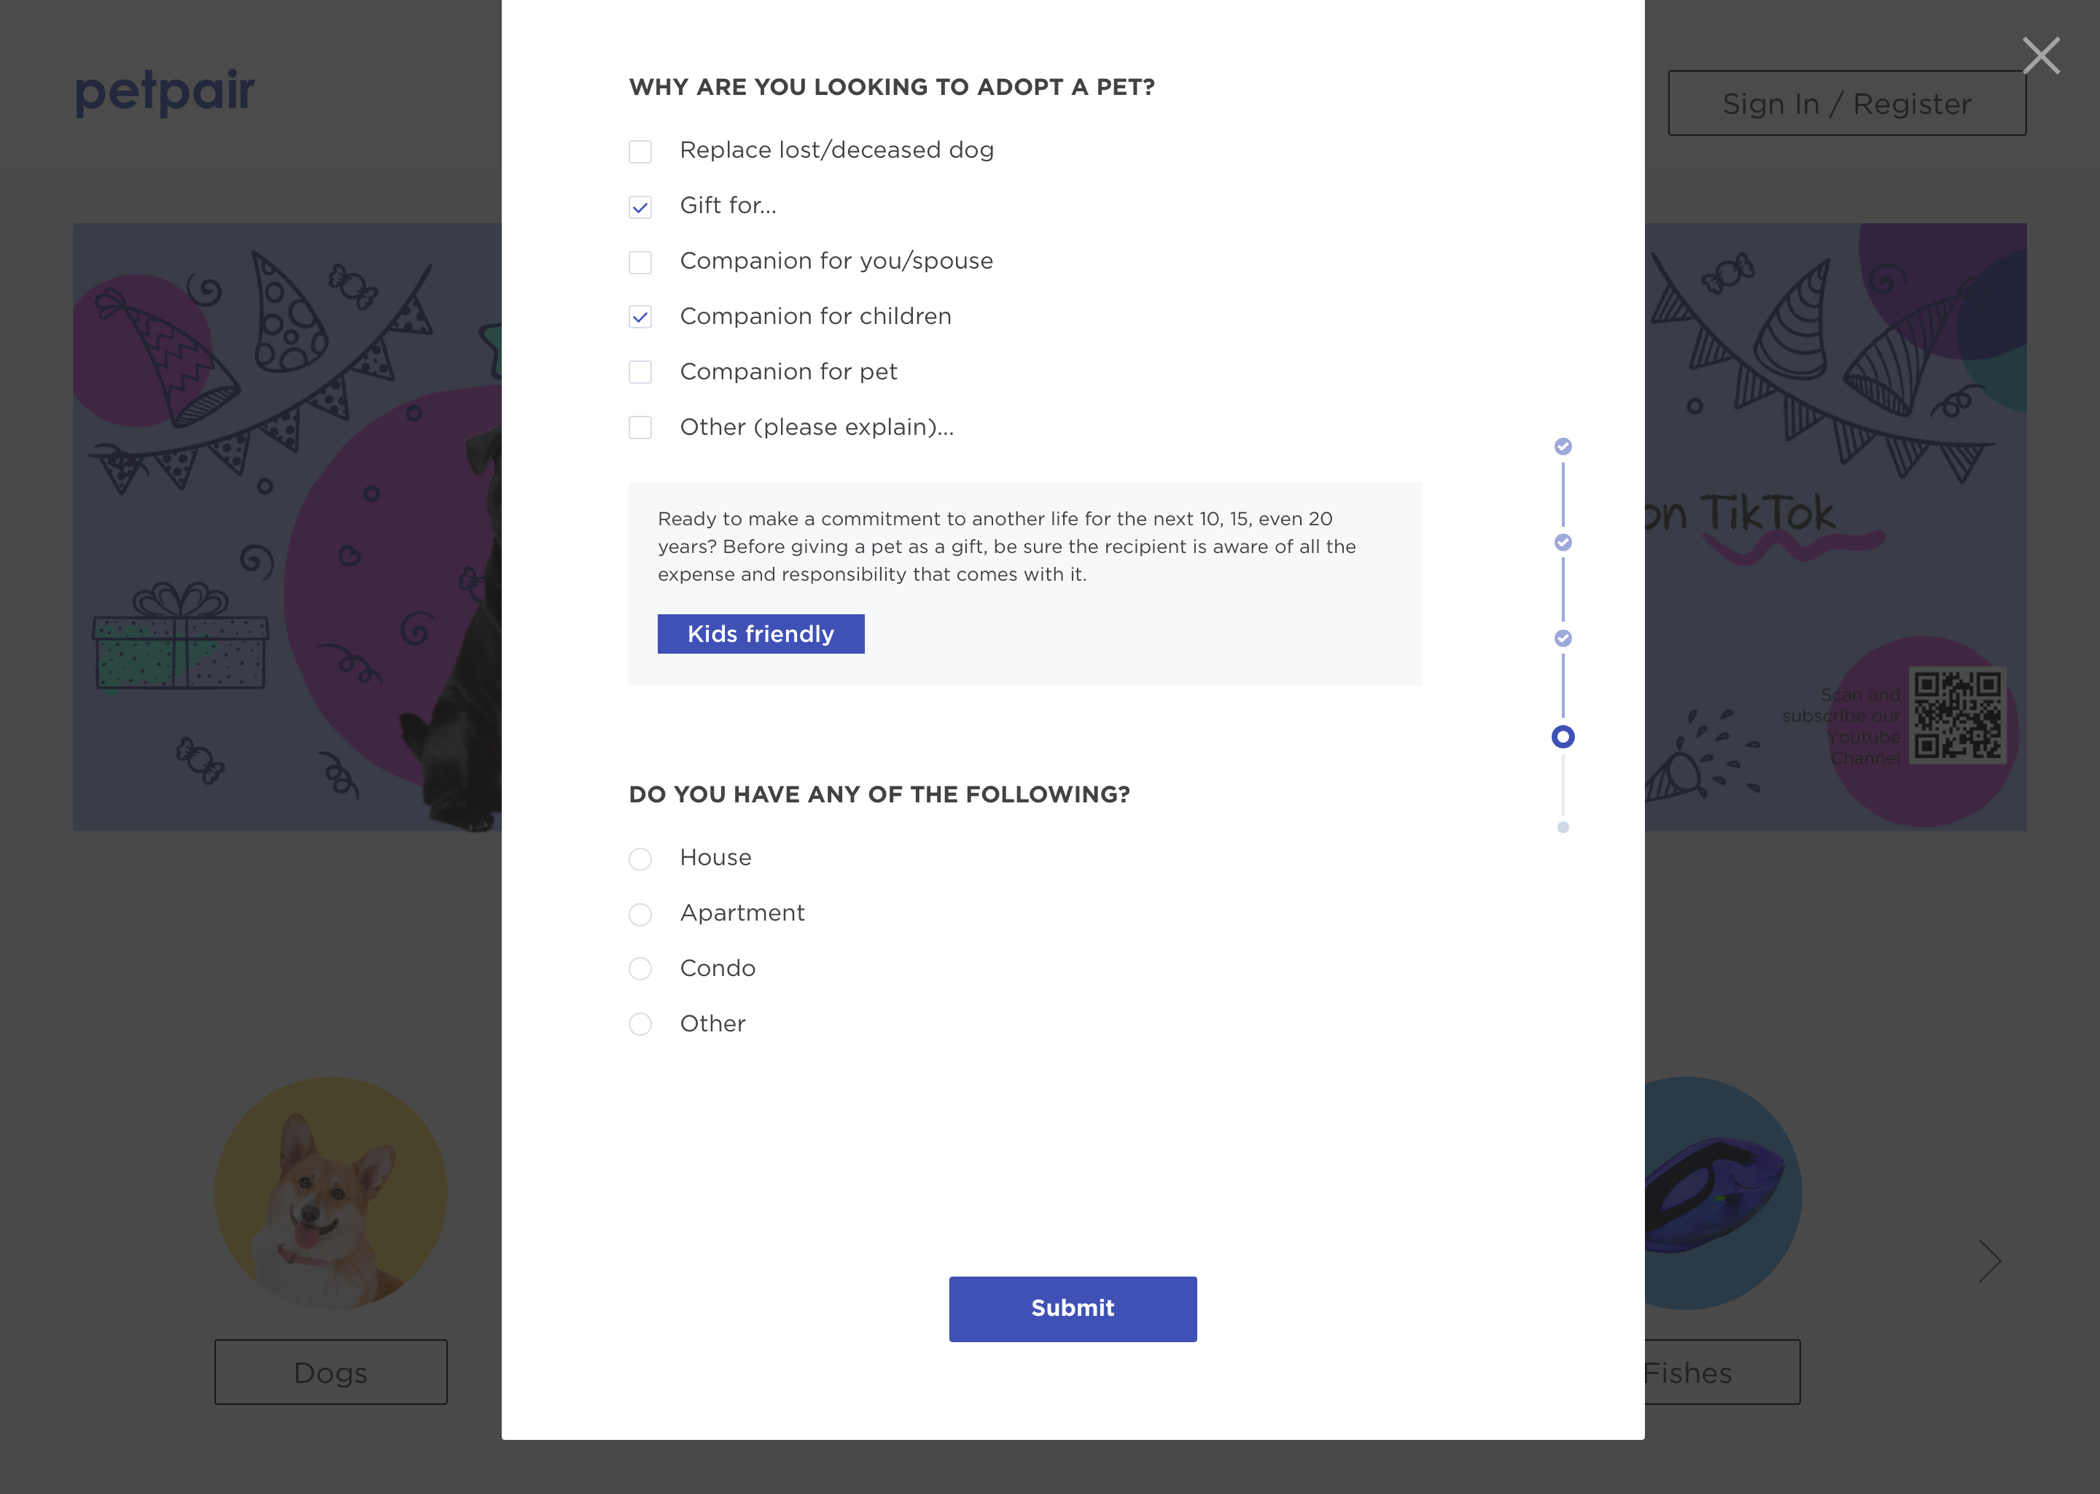 petpair
Sign In / Register
WHY ARE YOU LOOKING TO ADOPT A PET?
Replace lost/deceased dog
Gift for...
Companion for you/spouse
Companion for children
Companion for pet
Other (please explain)...
Ready to make a commitment to another life for the next 10, 15, even 20
years? Before giving a pet as a gift, be sure the recipient is aware of all the
expense and responsibility that comes with it.
Kids friendly
on TikTok
Scan and
subscribe our
Youtube
Channel
DO YOU HAVE ANY OF THE FOLLOWING?
House
Apartment
Condo
Other
Submit
Dogs
Fishes